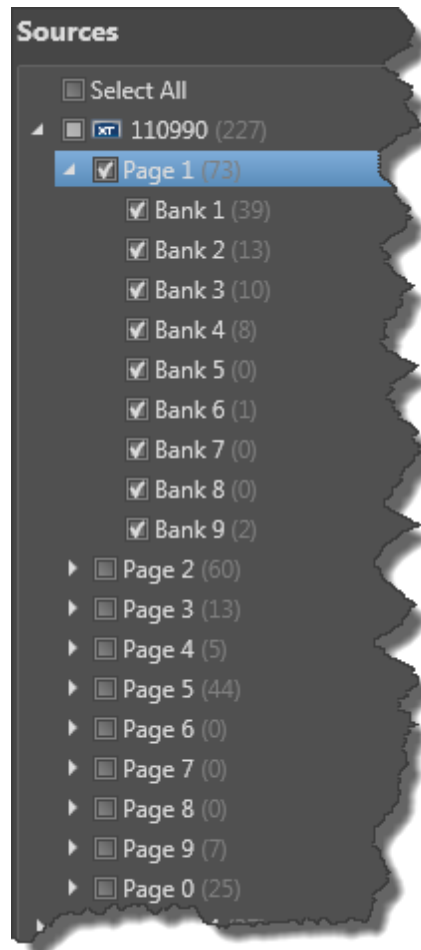 Sources
Select All
XT 110990 (227)
Page 1 (73)
Bank 1 (39)
Bank 2 (13)
Bank 3 (10)
Bank 4 (8)
Bank 5 (0)
Bank 6 (1)
Bank 7 (0)
Bank 8 (0)
Bank 9 (2)
Page 2 (60)
Page 3 (13)
Page 4 (5)
Page 5 (44)
Page 6 (0)
Page 7 (0)
Page 8 (0)
Page 9 (7)
Page 0 (25)